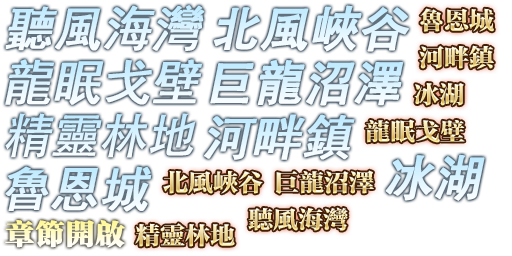 聽風海灣 北風峽谷 魯恩城
河畔鎮
龍眠戈壁 巨龍沼澤 冰湖
精靈林地 河畔鎮 龍眠戈壁
魯恩城 北風峽谷 巨龍沼澤 冰湖
章節開啟 精靈林地 聽風海灣